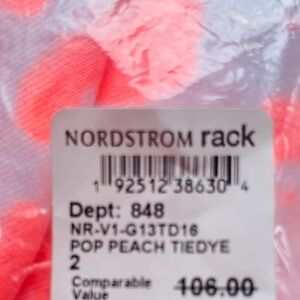 NORDSTROM rack
1 92512 38630 4
Dept: 848
NR-V1-G13TD16
POP PEACH TIEDYE
2
Comparable 106.00
Value